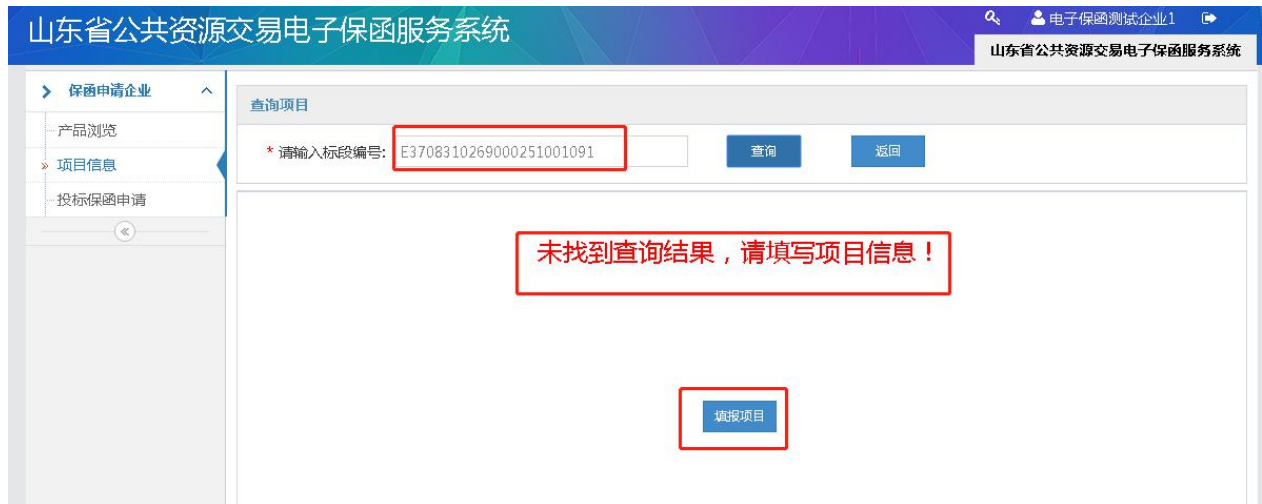 山东省公共资源交易电子保函服务系统
电子保函测试企业1
山东省公共资源交易电子保函服务系统
保函申请企业
产品浏览
项目信息
投标保函申请
查询项目
* 请输入标段编号: E3708310269000251001091 查询 返回
未找到查询结果，请填写项目信息！
填报项目